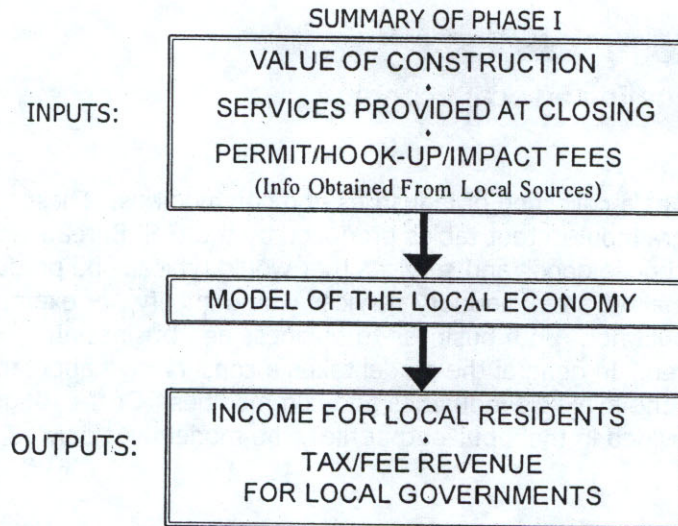 SUMMARY OF PHASE I
INPUTS:
VALUE OF CONSTRUCTION
SERVICES PROVIDED AT CLOSING
PERMIT/HOOK-UP/IMPACT FEES
(Info Obtained From Local Sources)
MODEL OF THE LOCAL ECONOMY
OUTPUTS:
INCOME FOR LOCAL RESIDENTS
TAX/FEE REVENUE
FOR LOCAL GOVERNMENTS